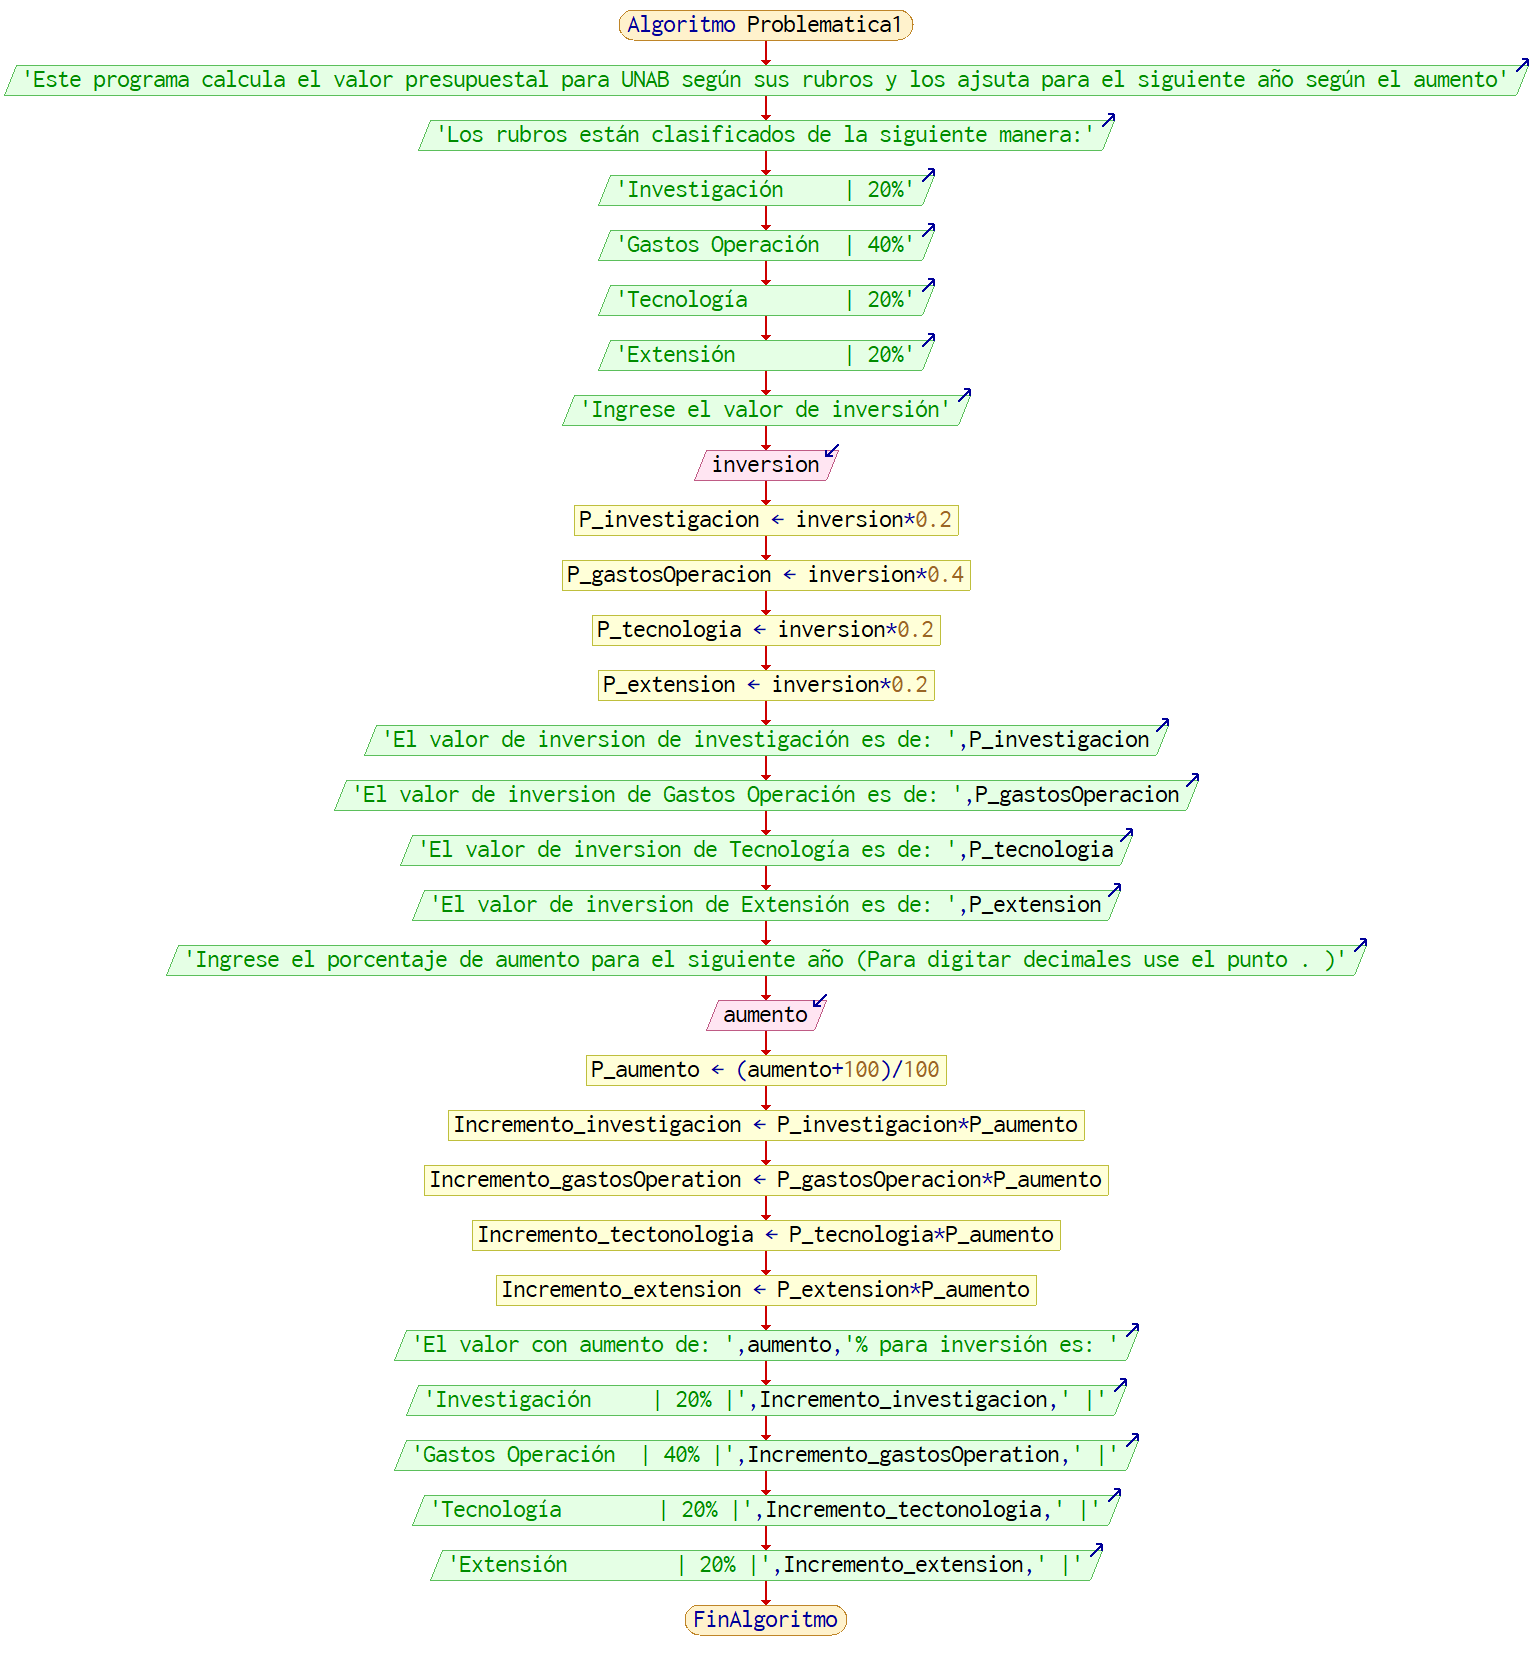 Algoritmo Problematica1
'Este programa calcula el valor presupuestal para UNAB según sus rubros y los ajsuta para el siguiente año según el aumento'
'Los rubros están clasificados de la siguiente manera:'
'Investigación     | 20%'
'Gastos Operación  | 40%'
'Tecnología        | 20%'
'Extensión         | 20%'
'Ingrese el valor de inversión'
inversion
P_investigacion ← inversion*0.2
P_gastosOperacion ← inversion*0.4
P_tecnologia ← inversion*0.2
P_extension ← inversion*0.2
'El valor de inversion de investigación es de: ',P_investigacion
'El valor de inversion de Gastos Operación es de: ',P_gastosOperacion
'El valor de inversion de Tecnología es de: ',P_tecnologia
'El valor de inversion de Extensión es de: ',P_extension
'Ingrese el porcentaje de aumento para el siguiente año (Para digitar decimales use el punto . )'
aumento
P_aumento ← (aumento+100)/100
Incremento_investigacion ← P_investigacion*P_aumento
Incremento_gastosOperation ← P_gastosOperacion*P_aumento
Incremento_tectonologia ← P_tecnologia*P_aumento
Incremento_extension ← P_extension*P_aumento
'El valor con aumento de: ',aumento,'% para inversión es: '
'Investigación     | 20% |',Incremento_investigacion,' |'
'Gastos Operación  | 40% |',Incremento_gastosOperation,' |'
'Tecnología        | 20% |',Incremento_tectonologia,' |'
'Extensión         | 20% |',Incremento_extension,' |'
FinAlgoritmo